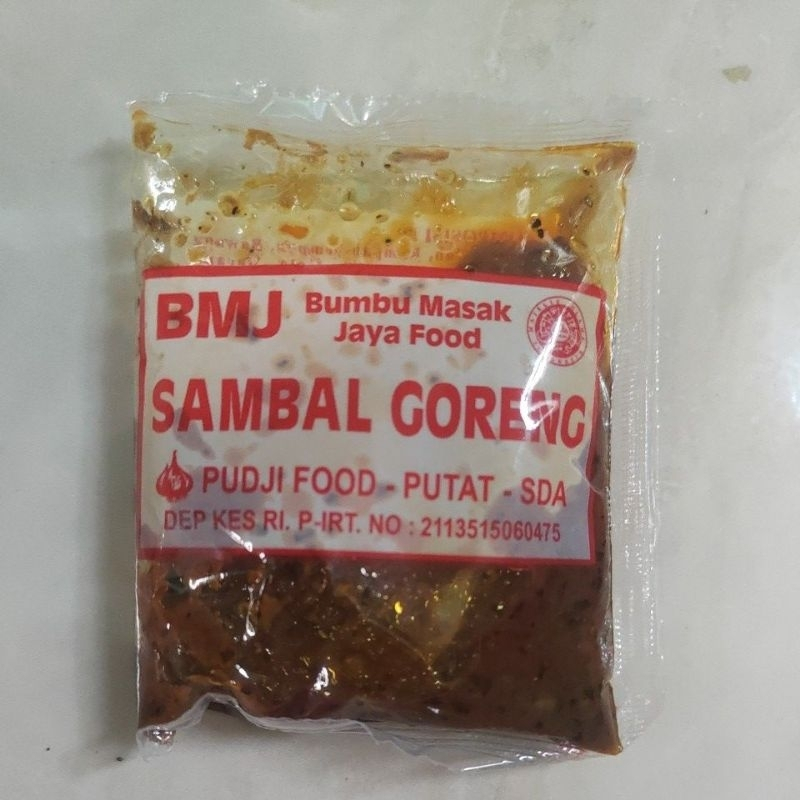 BMJ Bumbu Masak
Jaya Food
SAMBAL GORENG
PUDJI FOOD - PUTAT - SDA
DEP KES RI. P-IRT. NO : 2113515060475